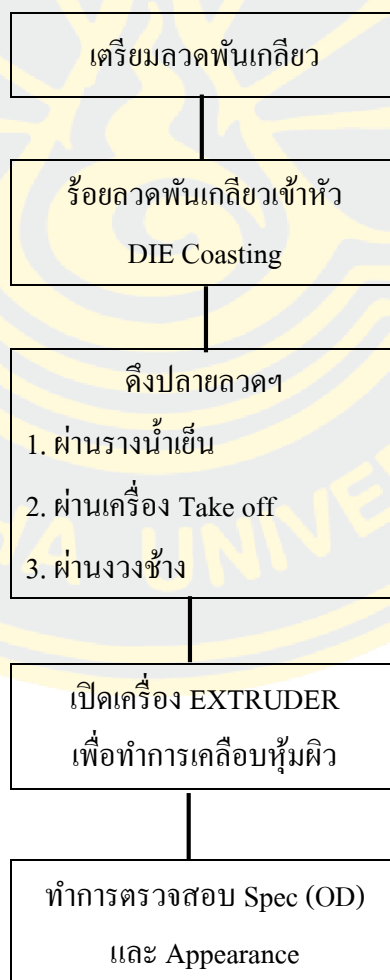 เตรียมลวดพันเกลียว
ร้อยลวดพันเกลียวเข้าหัว
DIE Coasting
ดึงปลายลวดฯ
1. ผ่านรางน้ำเย็น
2. ผ่านเครื่อง Take off
3. ผ่านงวงช้าง
เปิดเครื่อง EXTRUDER
เพื่อทำการเคลือบหุ้มผิว
ทำการตรวจสอบ Spec (OD)
และ Appearance